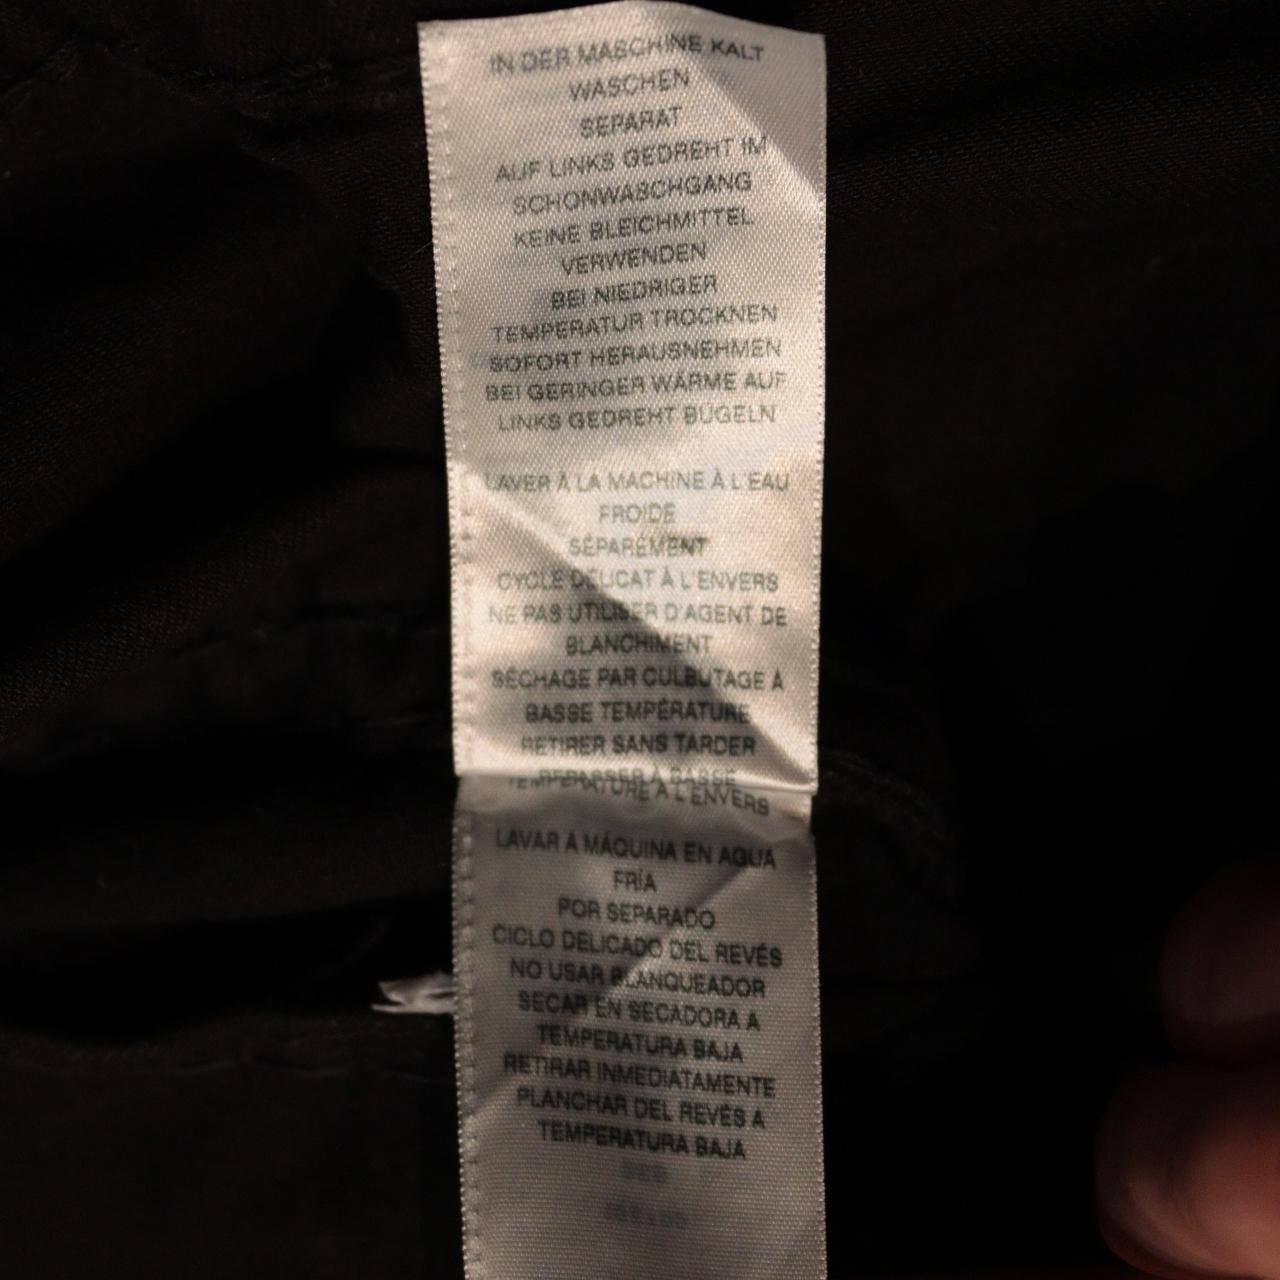 IN DER MASCHINE KALT
WASCHEN
SEPARAT
AUF LINKS GEDREHT IM
SCHONWASCHGANG
KEINE BLEICHMITTEL
VERWENDEN
BEI NIEDRIGER
TEMPERATUR TROCKNEN
SOFORT HERAUSNEHMEN
BEI GERINGER WÄRME AUF
LINKS GEDREHT BÜGELN
LAVER À LA MACHINE À L'EAU
FROIDE
SÉPARÉMENT
CYCLE DÉLICAT À L'ENVERS
NE PAS UTILISER D'AGENT DE
BLANCHIMENT
SÉCHAGE PAR CULBUTAGE À
BASSE TEMPÉRATURE
RETIRER SANS TARDER
À BASSE
TEMPÉRATURE À L'ENVERS
LAVAR A MÁQUINA EN AGUA
FRÍA
POR SEPARADO
CICLO DELICADO DEL REVÉS
NO USAR BLANQUEADOR
SECAR EN SECADORA A
TEMPERATURA BAJA
RETIRAR INMEDIATAMENTE
PLANCHAR DEL REVÉS A
TEMPERATURA BAJA